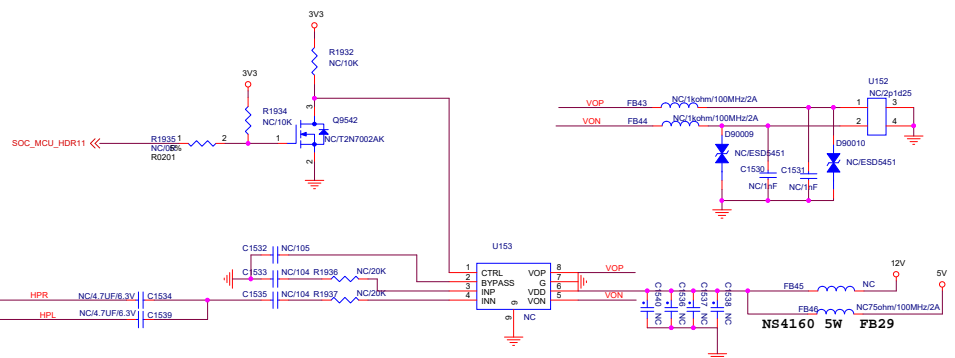 3V3
R1932
NC/10K
3V3
R1934
NC/10K
3
Q9542
NC/T2N7002AK
1
2
SOC_MCU_HDR11
R1935
1
2
NC/0R
5%
R0201
U152
NC/2p1d25
VOP
FB43
NC/1kohm/100MHz/2A
1
3
VON
FB44
NC/1kohm/100MHz/2A
2
4
D90009
NC/ESD5451
D90010
NC/ESD5451
C1530
NC/1nF
C1531
NC/1nF
U153
C1532
NC/105
C1533
NC/104
R1936
NC/20K
C1535
NC/104
R1937
NC/20K
HPR
NC/4.7UF/6.3V
C1534
HPL
NC/4.7UF/6.3V
C1539
1
CTRL
2
BYPASS
3
INP
4
INN
VOP
8
G
7
VDD
6
VON
5
9
9
NC
VOP
VON
C1540
NC
C1536
NC
C1537
NC
C1538
NC
12V
FB45
NC
5V
FB46
NC75ohm/100MHz/2A
NS4160 5W FB29